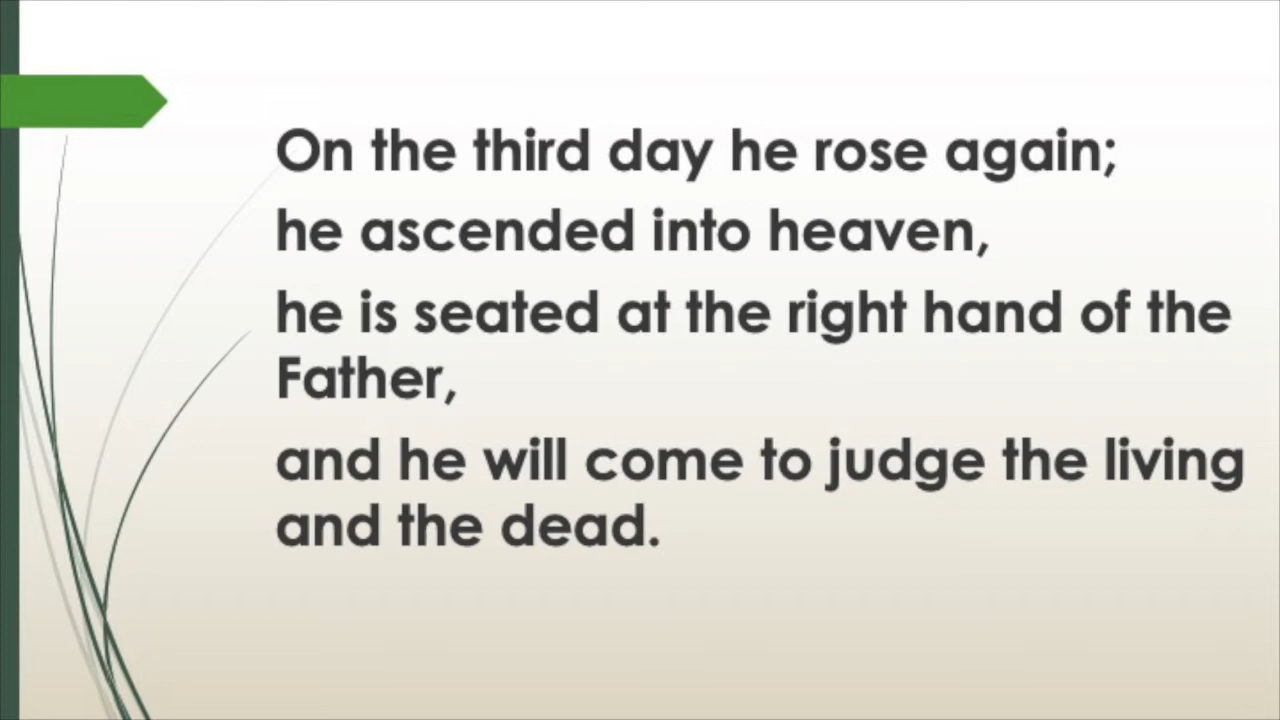 On the third day he rose again;
he ascended into heaven,
he is seated at the right hand of the
Father,
and he will come to judge the living
and the dead.